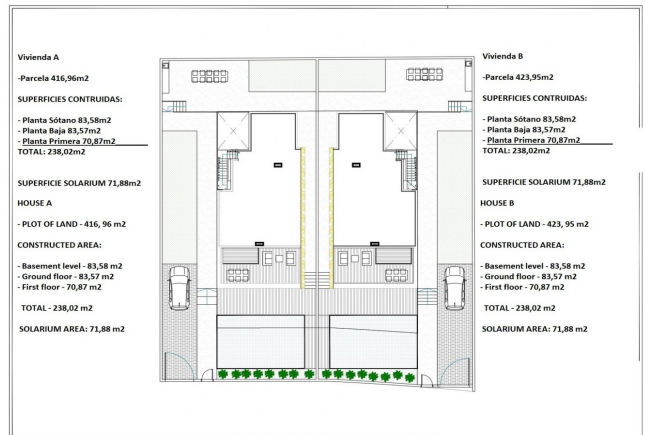 Vivienda A
-Parcela 416,96m2
SUPERFICIES CONTRUIDAS:
- Planta Sótano 83,58m2
- Planta Baja 83,57m2
- Planta Primera 70,87m2
TOTAL: 238,02m2
SUPERFICIE SOLARIUM 71,88m2
HOUSE A
- PLOT OF LAND - 416, 96 m2
CONSTRUCTED AREA:
- Basement level - 83,58 m2
- Ground floor - 83,57 m2
- First floor - 70,87 m2
TOTAL - 238,02 m2
SOLARIUM AREA: 71,88 m2
Vivienda B
-Parcela 423,95m2
SUPERFICIES CONTRUIDAS:
- Planta Sótano 83,58m2
- Planta Baja 83,57m2
- Planta Primera 70,87m2
TOTAL: 238,02m2
SUPERFICIE SOLARIUM 71,88m2
HOUSE B
- PLOT OF LAND - 423, 95 m2
CONSTRUCTED AREA:
- Basement level - 83,58 m2
- Ground floor - 83,57 m2
- First floor - 70,87 m2
TOTAL - 238,02 m2
SOLARIUM AREA: 71,88 m2